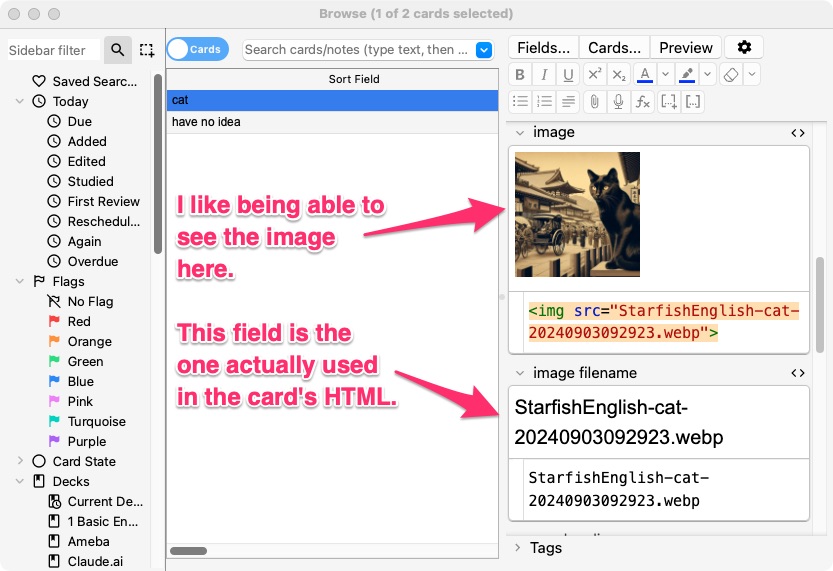 Browse (1 of 2 cards selected)
Sidebar filter
Cards
Search cards/notes (type text, then ...
Fields...
Cards...
Preview
B I U x² x₂ A
fx [...]+ [...]
Saved Searc...
Today
Due
Added
Edited
Studied
First Review
Reschedul...
Again
Overdue
Flags
No Flag
Red
Orange
Green
Blue
Pink
Turquoise
Purple
Card State
Decks
Current De...
1 Basic En...
Ameba
Claude.ai
Sort Field
cat
have no idea
I like being able to
see the image
here.
This field is the
one actually used
in the card's HTML.
image
<img src="StarfishEnglish-cat-
20240903092923.webp">
image filename
StarfishEnglish-cat-
20240903092923.webp
StarfishEnglish-cat-
20240903092923.webp
Tags